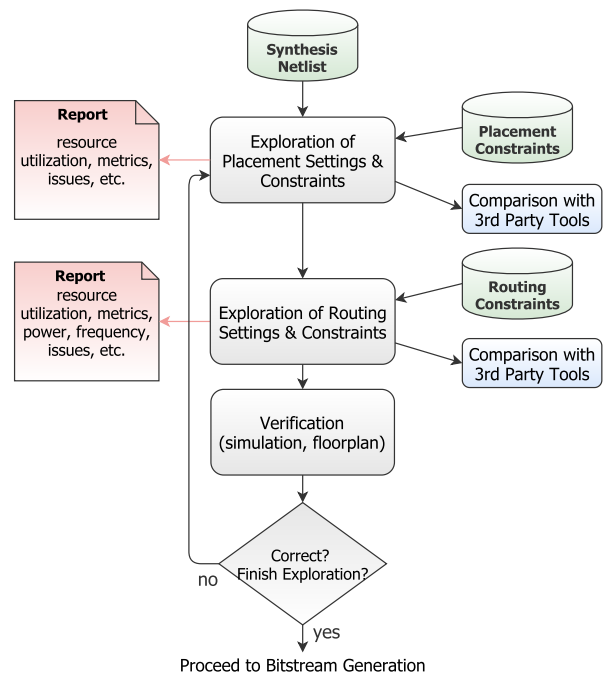 Synthesis
Netlist
Report
resource
utilization, metrics,
issues, etc.
Exploration of
Placement Settings &
Constraints
Placement
Constraints
Comparison with
3rd Party Tools
Report
resource
utilization, metrics,
power, frequency,
issues, etc.
Exploration of Routing
Settings & Constraints
Routing
Constraints
Comparison with
3rd Party Tools
Verification
(simulation, floorplan)
Correct?
Finish Exploration?
no
yes
Proceed to Bitstream Generation